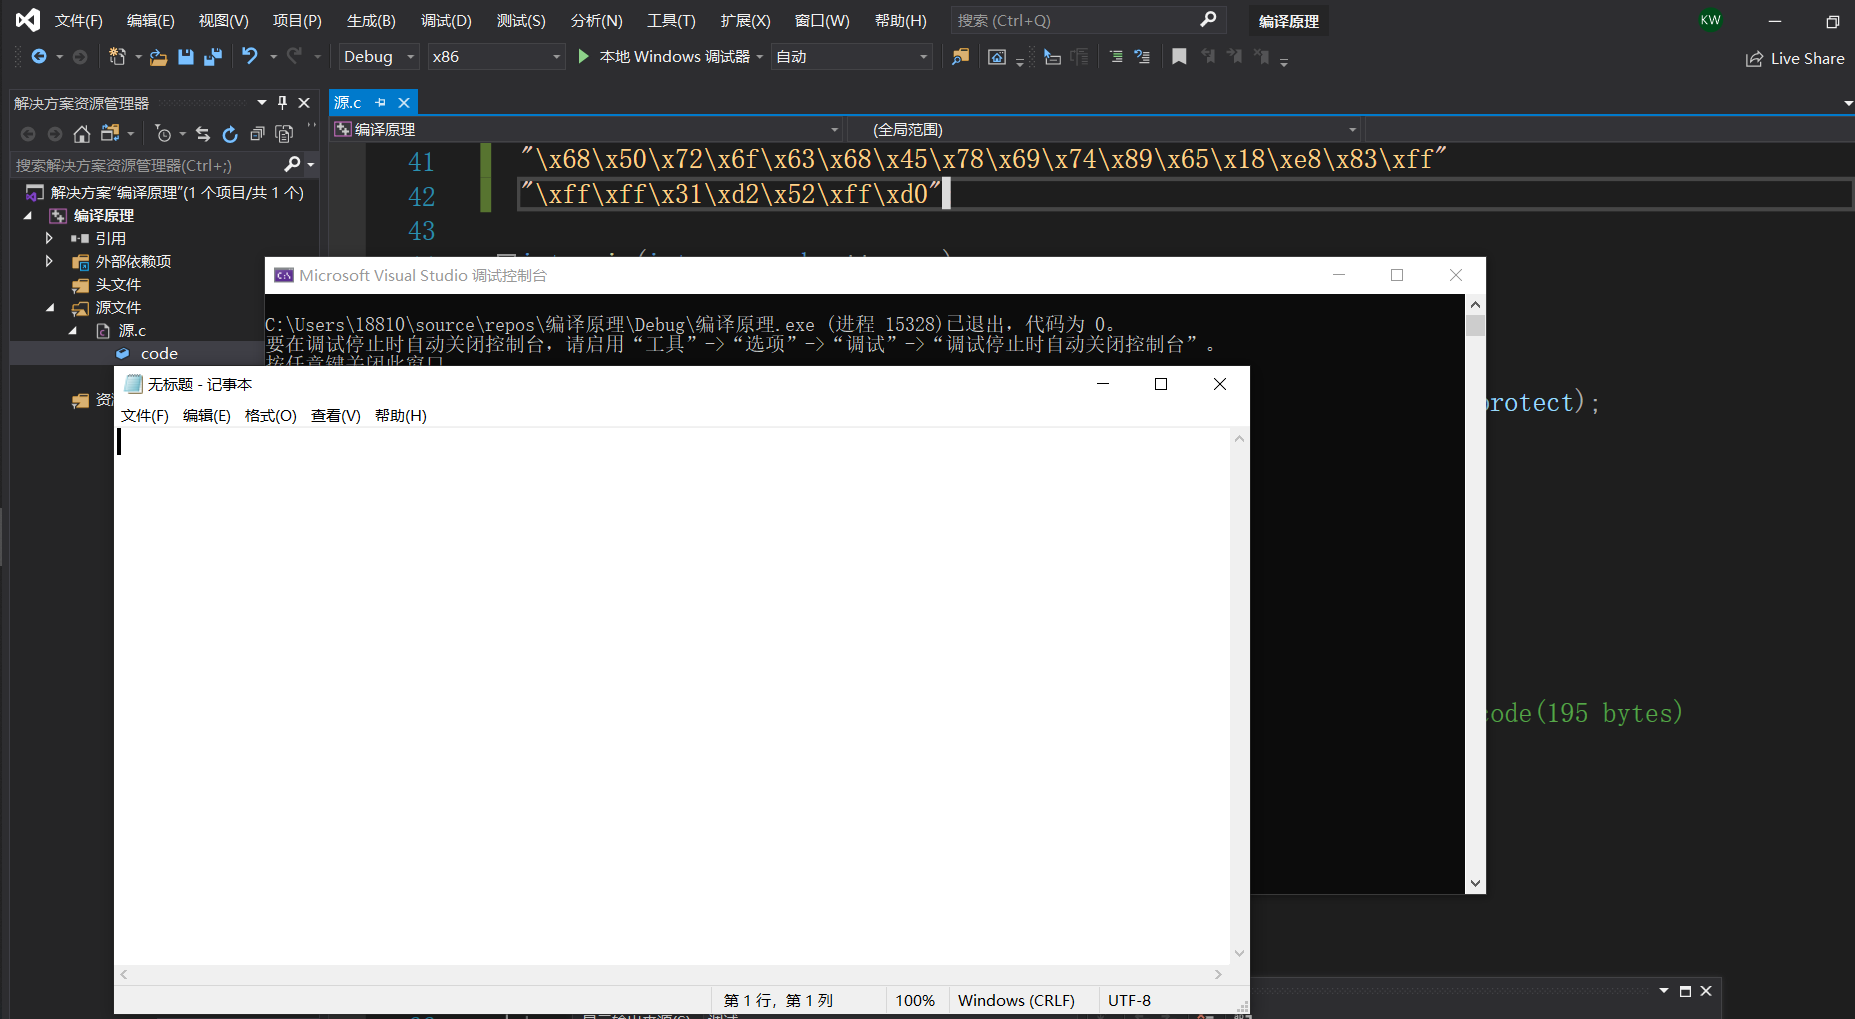 文件(F) 编辑(E) 视图(V) 项目(P) 生成(B) 调试(D) 测试(S) 分析(N) 工具(T) 扩展(X) 窗口(W) 帮助(H) 搜索 (Ctrl+Q) 编译原理 KW
Debug x86 本地 Windows 调试器 自动 Live Share
解决方案资源管理器
源.c
编译原理 (全局范围)
搜索解决方案资源管理器(Ctrl+;)
解决方案"编译原理"(1 个项目/共 1 个)
编译原理
引用
外部依赖项
头文件
源文件
源.c
code
41 "\x68\x50\x72\x6f\x63\x68\x45\x78\x69\x74\x89\x65\x18\xe8\x83\xff"
42 "\xff\xff\x31\xd2\x52\xff\xd0"
43
Microsoft Visual Studio 调试控制台
C:\Users\18810\source\repos\编译原理\Debug\编译原理.exe (进程 15328)已退出，代码为 0。
要在调试停止时自动关闭控制台，请启用“工具”->“选项”->“调试”->“调试停止时自动关闭控制台”。
按任意键关闭此窗口
protect);
code(195 bytes)
无标题 - 记事本
文件(F) 编辑(E) 格式(O) 查看(V) 帮助(H)
第 1 行，第 1 列 100% Windows (CRLF) UTF-8